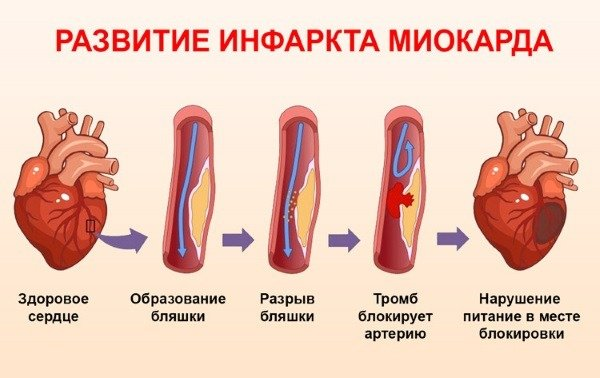 РАЗВИТИЕ ИНФАРКТА МИОКАРДА
Здоровое
сердце
Образование
бляшки
Разрыв
бляшки
Тромб
блокирует
артерию
Нарушение
питание в месте
блокировки